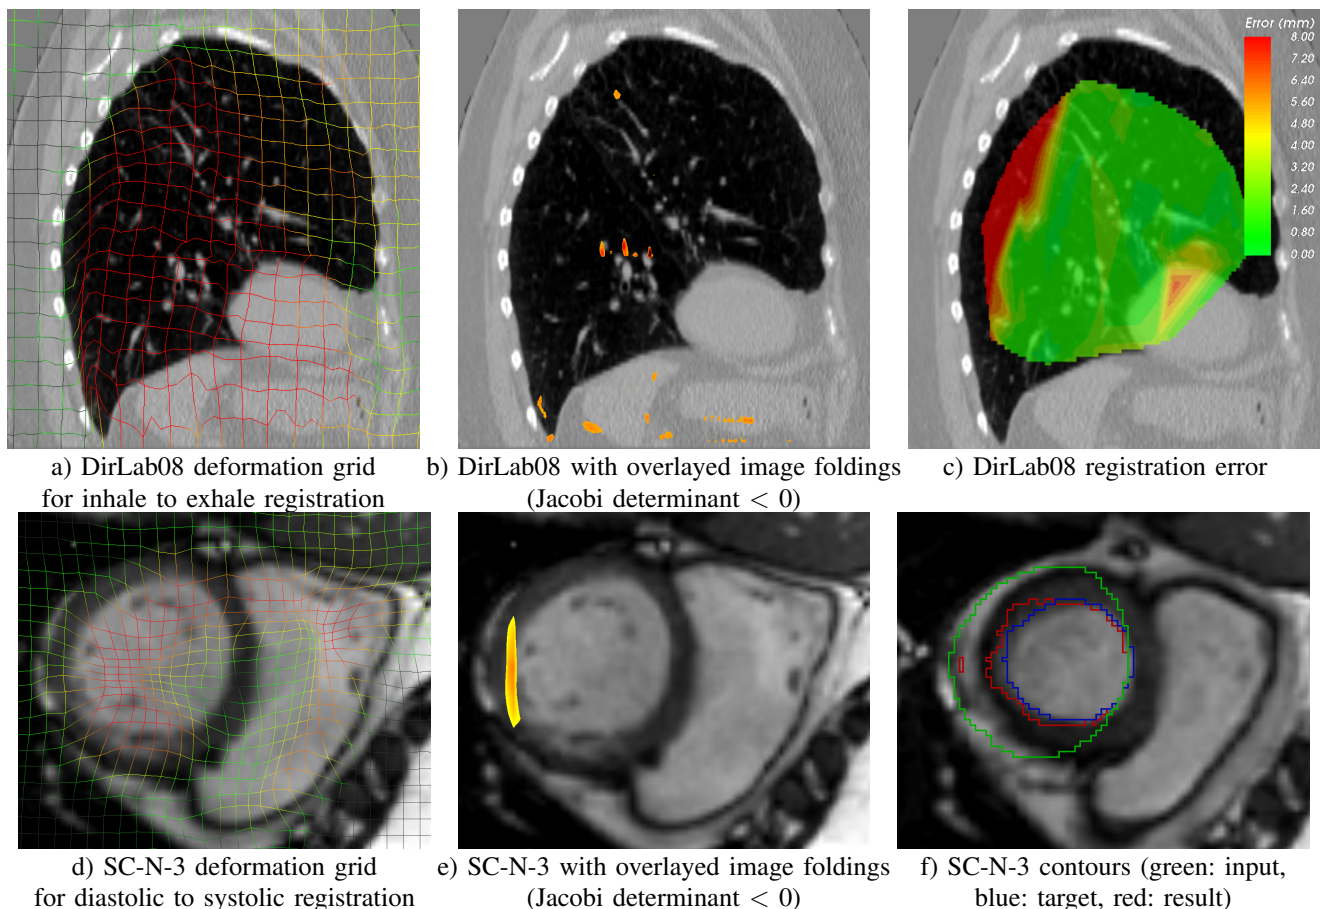 Error (mm)
8.00
7.20
6.40
5.60
4.80
4.00
3.20
2.40
1.60
0.80
0.00
a) DirLab08 deformation grid
for inhale to exhale registration
b) DirLab08 with overlayed image foldings
(Jacobi determinant < 0)
c) DirLab08 registration error
d) SC-N-3 deformation grid
for diastolic to systolic registration
e) SC-N-3 with overlayed image foldings
(Jacobi determinant < 0)
f) SC-N-3 contours (green: input,
blue: target, red: result)